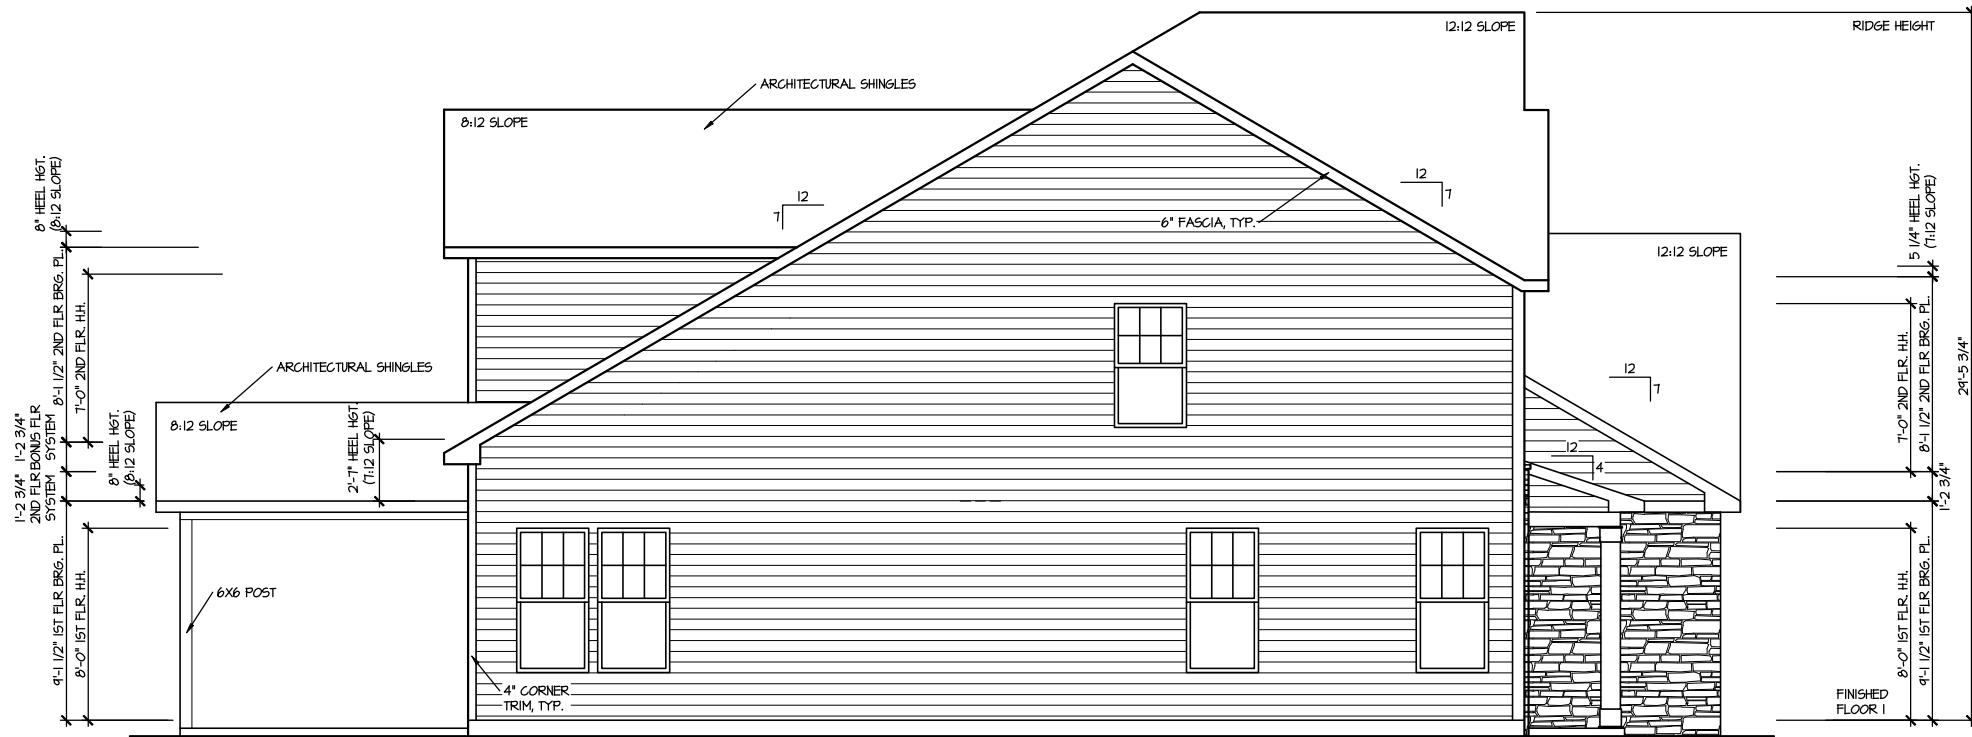 12:12 SLOPE
RIDGE HEIGHT
ARCHITECTURAL SHINGLES
8:12 SLOPE
12
7
12
7
6" FASCIA, TYP.
12:12 SLOPE
8" HEEL HGT.
(8:12 SLOPE)
5 1/4" HEEL HGT.
(7:12 SLOPE)
8'-1 1/2" 2ND FLR BRG. PL.
7'-0" 2ND FLR. H.H.
ARCHITECTURAL SHINGLES
8:12 SLOPE
12
7
12
4
7'-0" 2ND FLR. H.H.
8'-1 1/2" 2ND FLR BRG. PL.
29'-5 3/4"
1'-2 3/4"
BONUS FLR
SYSTEM
1'-2 3/4"
2ND FLR
SYSTEM
8" HEEL HGT.
(8:12 SLOPE)
2'-7" HEEL HGT.
(7:12 SLOPE)
1'-2 3/4"
9'-1 1/2" 1ST FLR BRG. PL.
8'-0" 1ST FLR. H.H.
6X6 POST
4" CORNER
TRIM, TYP.
8'-0" 1ST FLR. H.H.
9'-1 1/2" 1ST FLR BRG. PL.
FINISHED
FLOOR 1